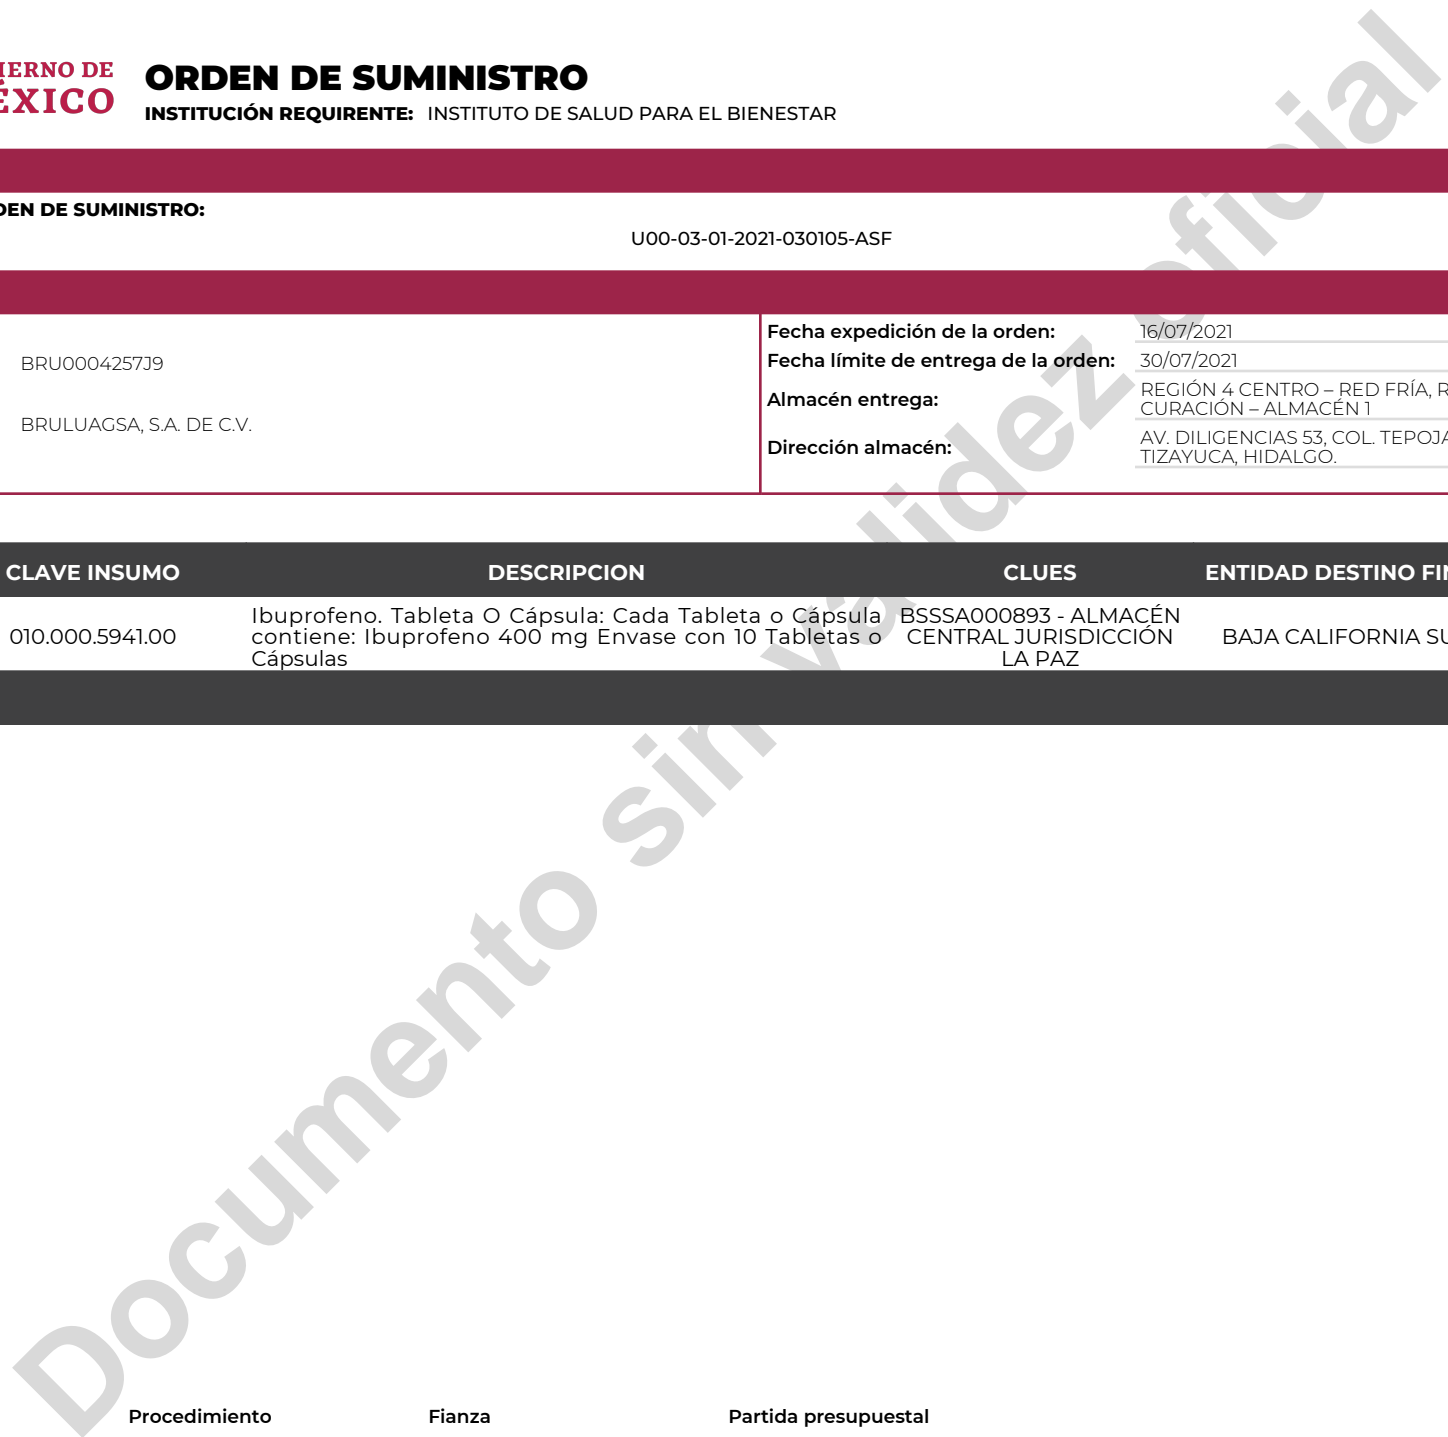 IERNO DE
ÉXICO
ORDEN DE SUMINISTRO
INSTITUCIÓN REQUIRENTE: INSTITUTO DE SALUD PARA EL BIENESTAR
DEN DE SUMINISTRO:
U00-03-01-2021-030105-ASF
BRU0004257J9
BRULUAGSA, S.A. DE C.V.
Fecha expedición de la orden: 16/07/2021
Fecha límite de entrega de la orden: 30/07/2021
Almacén entrega: REGIÓN 4 CENTRO – RED FRÍA, R
CURACIÓN – ALMACÉN 1
Dirección almacén: AV. DILIGENCIAS 53, COL. TEPOJA
TIZAYUCA, HIDALGO.
CLAVE INSUMO DESCRIPCION CLUES ENTIDAD DESTINO FIN
010.000.5941.00
Ibuprofeno. Tableta O Cápsula: Cada Tableta o Cápsula
contiene: Ibuprofeno 400 mg Envase con 10 Tabletas o
Cápsulas
BSSSA000893 - ALMACÉN
CENTRAL JURISDICCIÓN
LA PAZ
BAJA CALIFORNIA SU
Documento sin validez oficial
Procedimiento Fianza Partida presupuestal